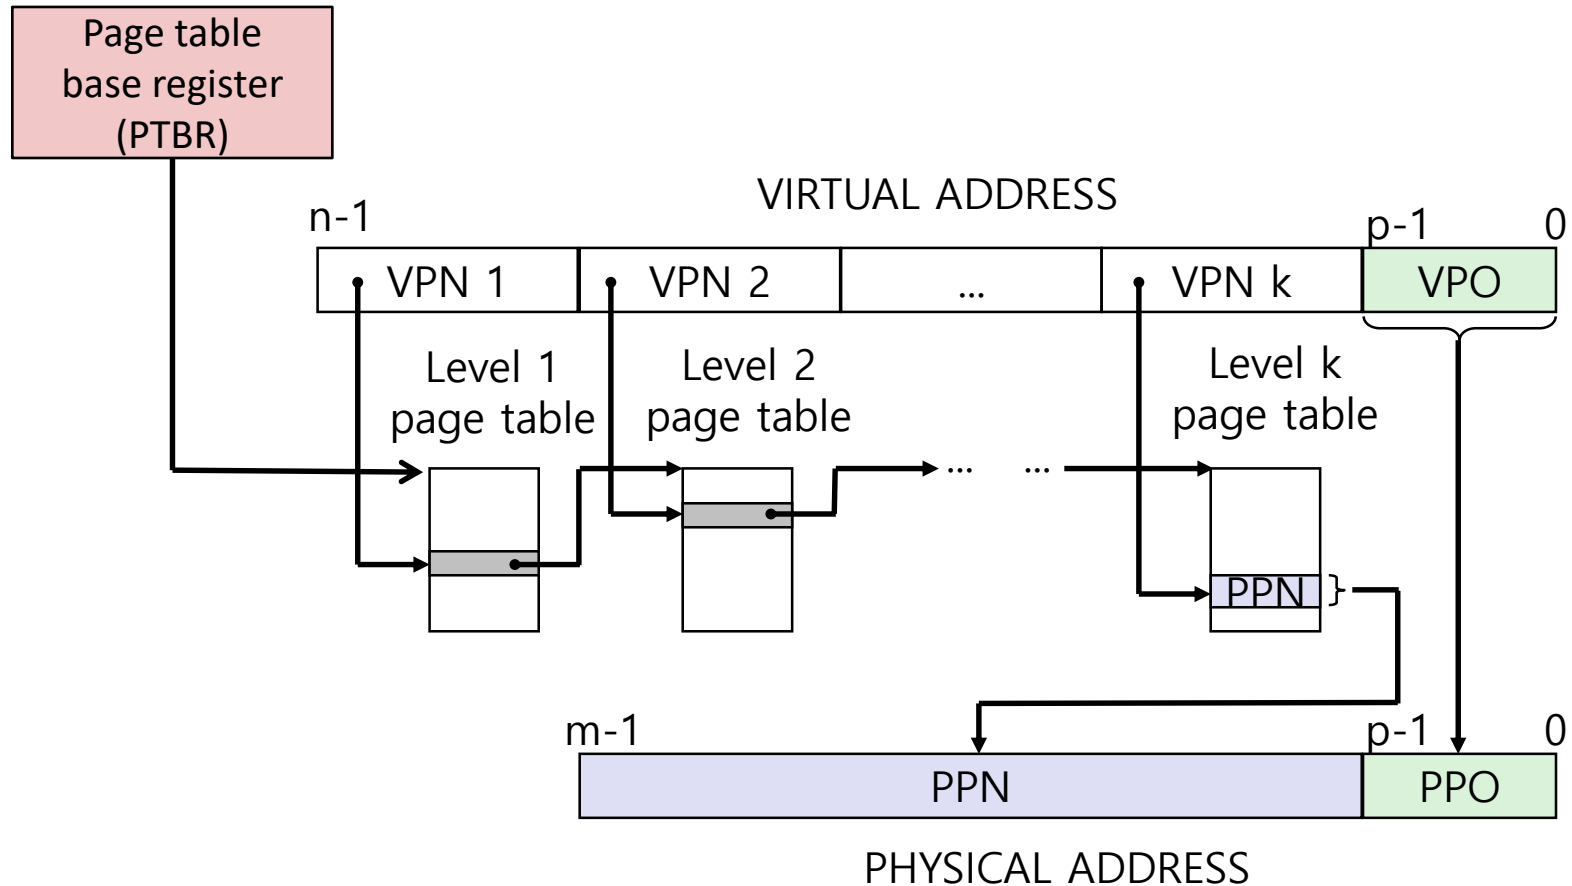 Page table
base register
(PTBR)
VIRTUAL ADDRESS
n-1
p-1
0
VPN 1
VPN 2
...
VPN k
VPO
Level 1
page table
Level 2
page table
Level k
page table
...
...
PPN
m-1
p-1
0
PPN
PPO
PHYSICAL ADDRESS